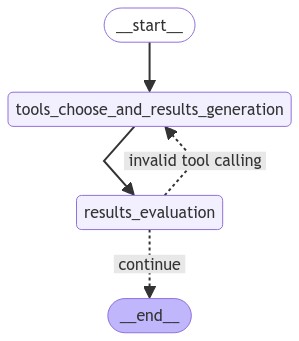 __start__
tools_choose_and_results_generation
invalid tool calling
results_evaluation
continue
__end__